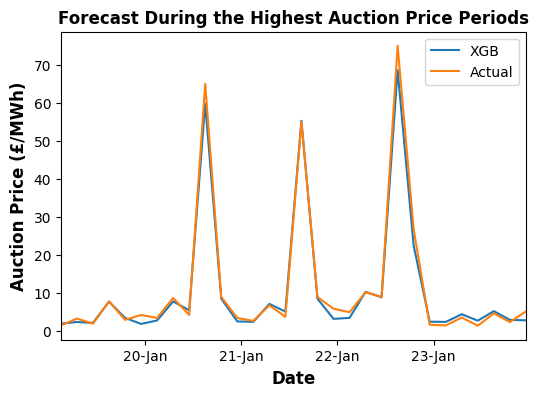 Forecast During the Highest Auction Price Periods
XGB
Actual
Auction Price (£/MWh)
70
60
50
40
30
20
10
0
20-Jan
21-Jan
22-Jan
23-Jan
Date